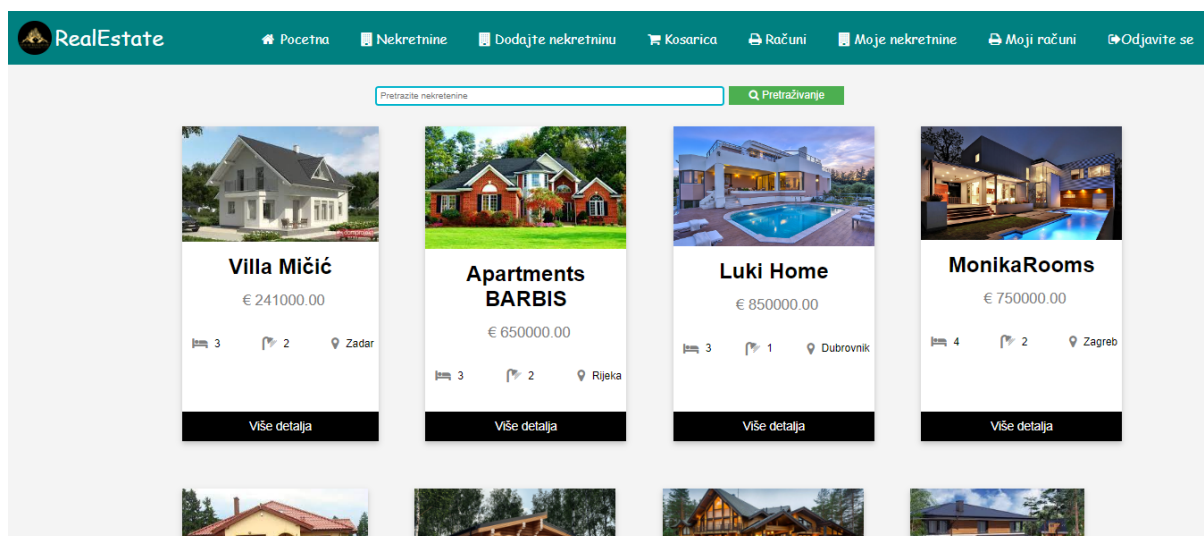 RealEstate
Pocetna
Nekretnine
Dodajte nekretninu
Kosarica
Računi
Moje nekretnine
Moji računi
Odjavite se
Pretrazite nekretenine
Pretraživanje
Villa Mičić
€ 241000.00
3
2
Zadar
Više detalja
Apartments
BARBIS
€ 650000.00
3
2
Rijeka
Više detalja
Luki Home
€ 850000.00
3
1
Dubrovnik
Više detalja
MonikaRooms
€ 750000.00
4
2
Zagreb
Više detalja